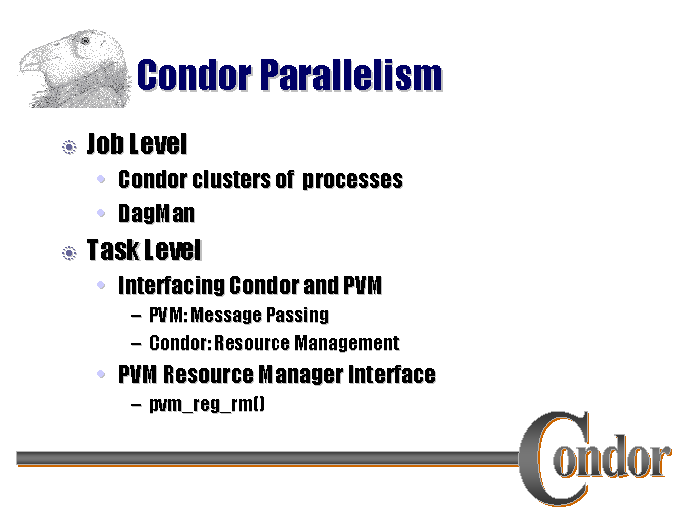 Condor Parallelism
Job Level
Condor clusters of processes
DagMan
Task Level
Interfacing Condor and PVM
– PVM: Message Passing
– Condor: Resource Management
PVM Resource Manager Interface
– pvm_reg_rm()
Condor